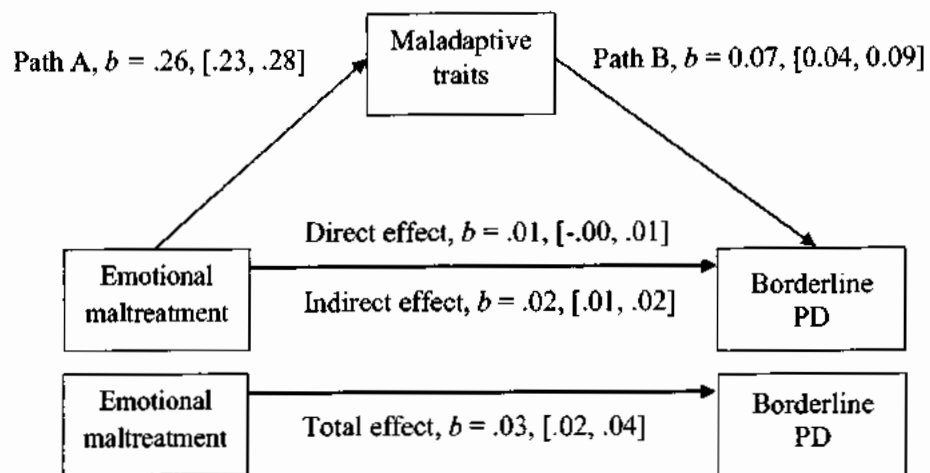 Maladaptive
traits
Path A, b = .26, [.23, .28]
Path B, b = 0.07, [0.04, 0.09]
Direct effect, b = .01, [-.00, .01]
Emotional
maltreatment
Indirect effect, b = .02, [.01, .02]
Borderline
PD
Emotional
maltreatment
Total effect, b = .03, [.02, .04]
Borderline
PD